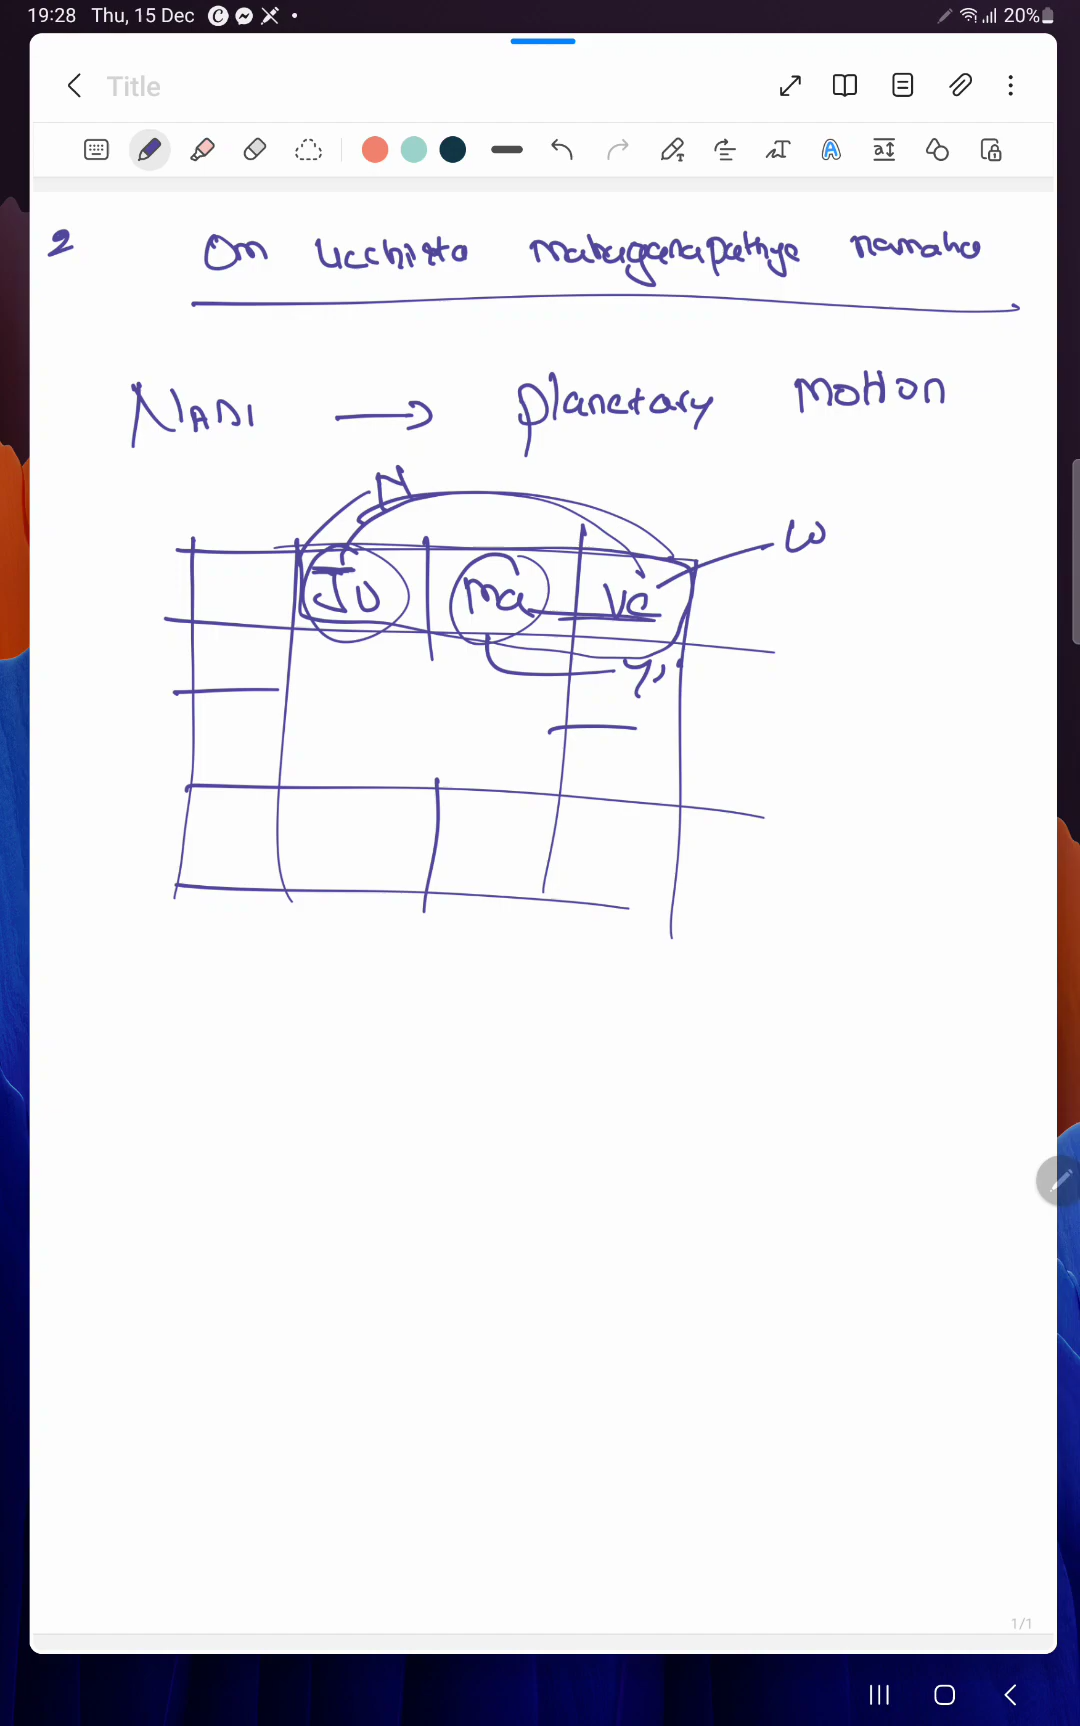 19:28 Thu, 15 Dec 20%
Title
2 Om Ucchista mahaganapathye namaha
NADI → planetary motion
N
Ju Ma Ve W
1/1